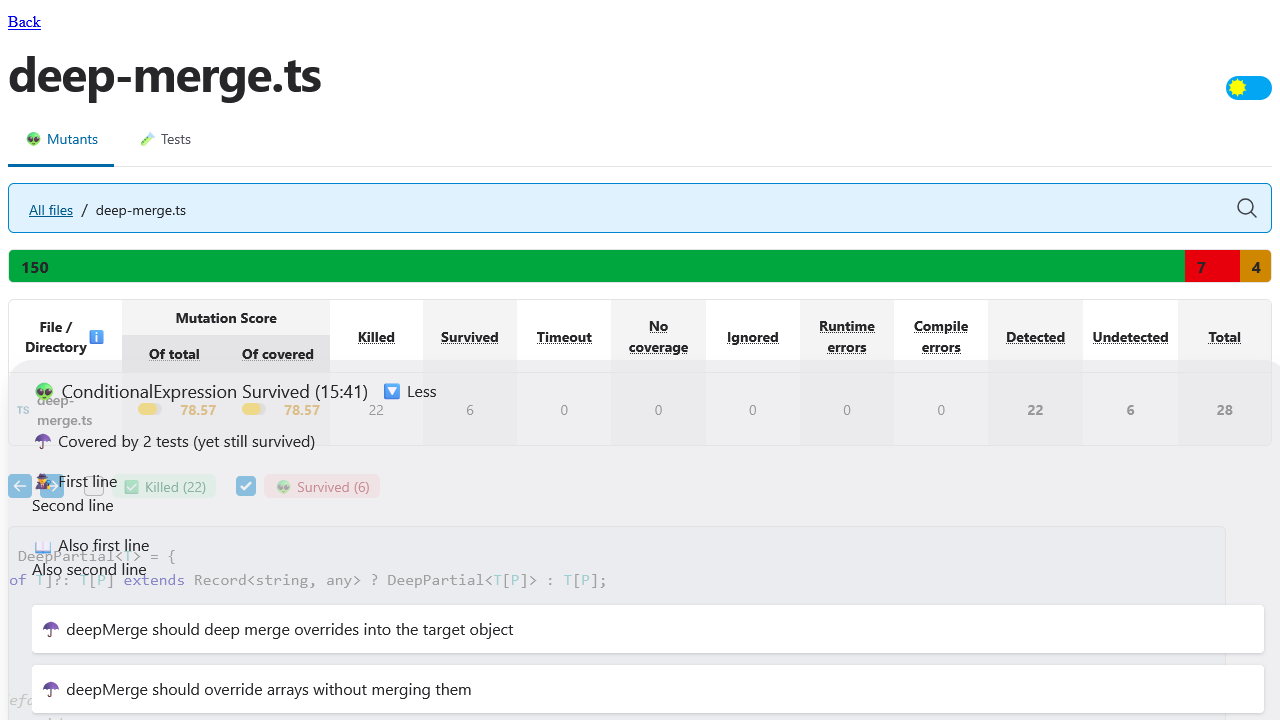 Back
deep-merge.ts
Mutants
Tests
All files / deep-merge.ts
150 7 4
File / Directory
Mutation Score
Of total
Of covered
Killed
Survived
Timeout
No coverage
Ignored
Runtime errors
Compile errors
Detected
Undetected
Total
ConditionalExpression Survived (15:41) Less
TS deep-merge.ts 78.57 78.57 22 6 0 0 0 0 0 22 6 28
Covered by 2 tests (yet still survived)
First line
Killed (22) Survived (6)
Second line
Also first line
DeepPartial<T> = {
Also second line
of T]?: T[P] extends Record<string, any> ? DeepPartial<T[P]> : T[P];
deepMerge should deep merge overrides into the target object
deepMerge should override arrays without merging them